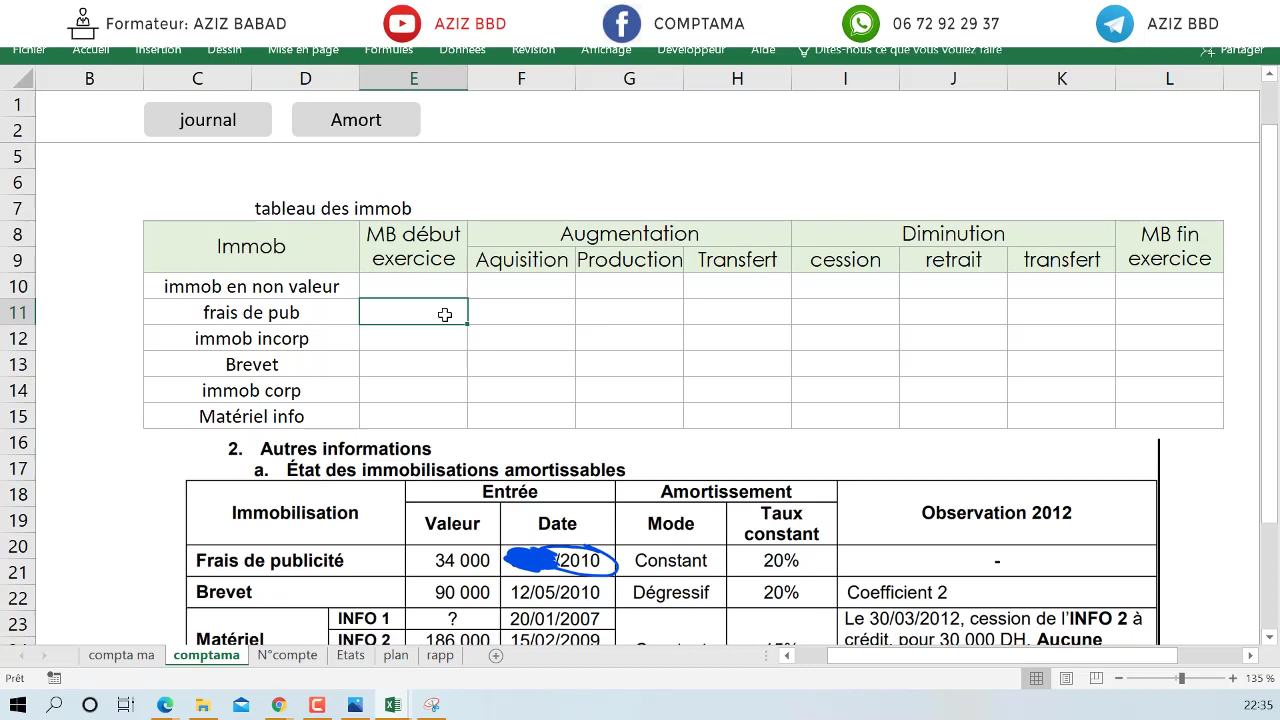 Formateur: AZIZ BABAD AZIZ BBD COMPTAMA 06 72 92 29 37 AZIZ BBD
Fichier Accueil Insertion Dessin Mise en page Formules Données Révision Affichage Développeur Aide Dites-nous ce que vous voulez faire Partager
B C D E F G H I J K L
1
2 journal Amort
5
6
7 tableau des immob
8 Immob MB début Augmentation Diminution MB fin
9 exercice Aquisition Production Transfert cession retrait transfert exercice
10 immob en non valeur
11 frais de pub
12 immob incorp
13 Brevet
14 immob corp
15 Matériel info
16 2. Autres informations
17 a. État des immobilisations amortissables
18 Entrée Amortissement
19 Immobilisation Valeur Date Mode Taux constant Observation 2012
20
21 Frais de publicité 34 000 /2010 Constant 20% -
22 Brevet 90 000 12/05/2010 Dégressif 20% Coefficient 2
23 INFO 1 ? 20/01/2007 Le 30/03/2012, cession de l'INFO 2 à
Matériel INFO 2 186 000 15/02/2009 crédit, pour 30 000 DH. Aucune
compta ma comptama N°compte Etats plan rapp
Prêt 135 %
22:35